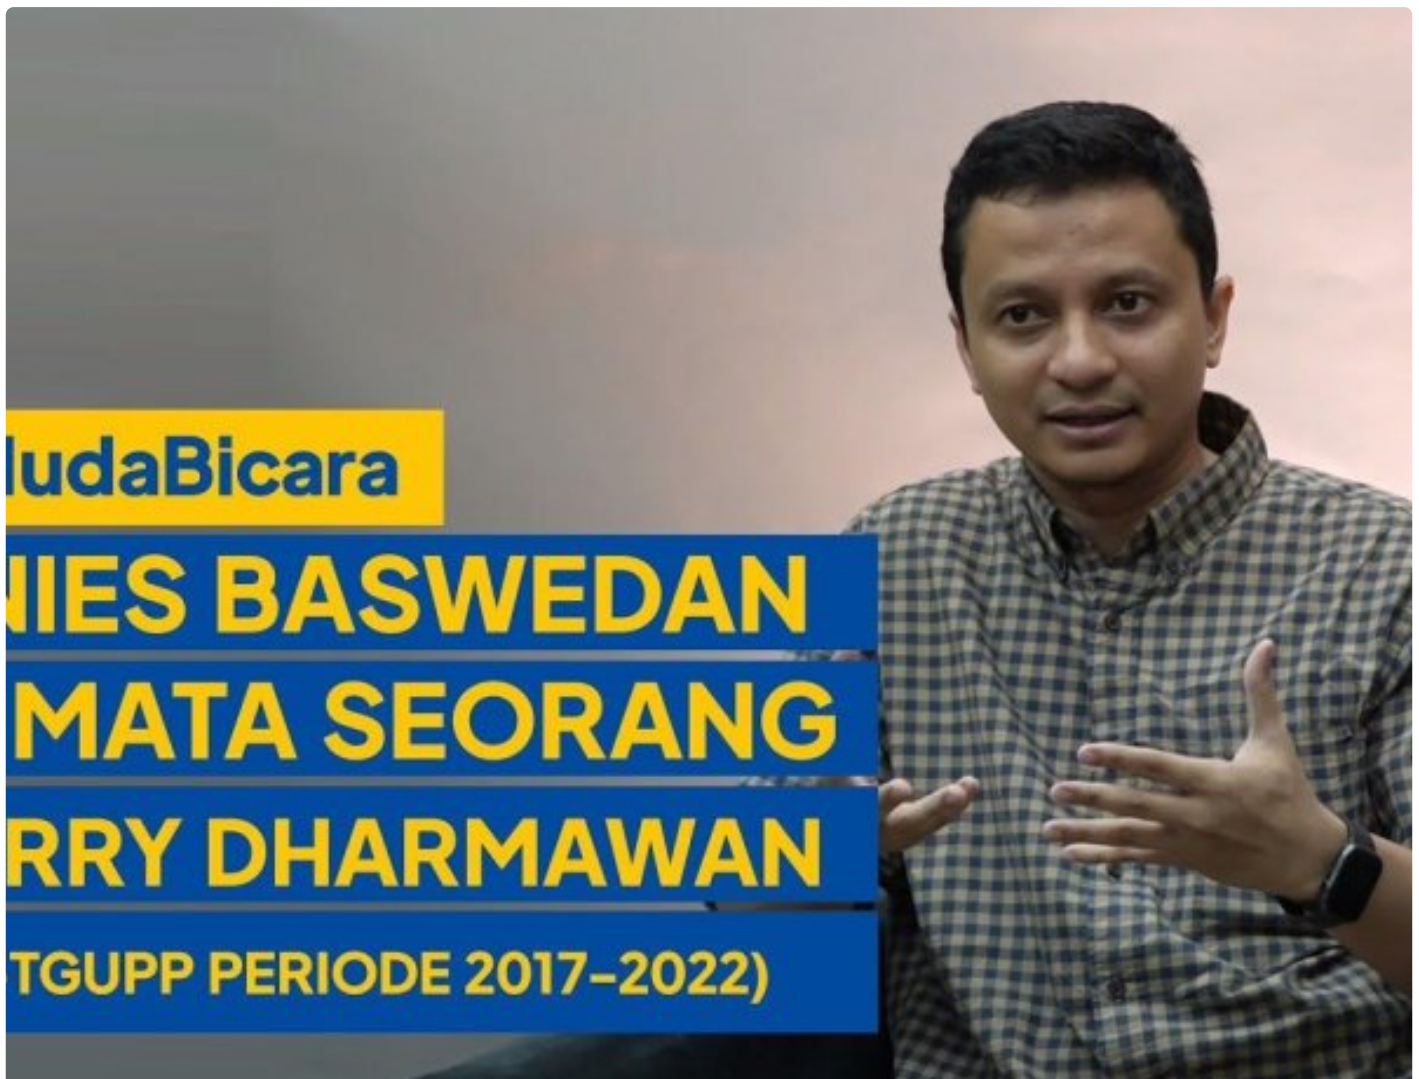 udaBicara
NIES BASWEDAN
MATA SEORANG
RRY DHARMAWAN
TGUPP PERIODE 2017–2022)